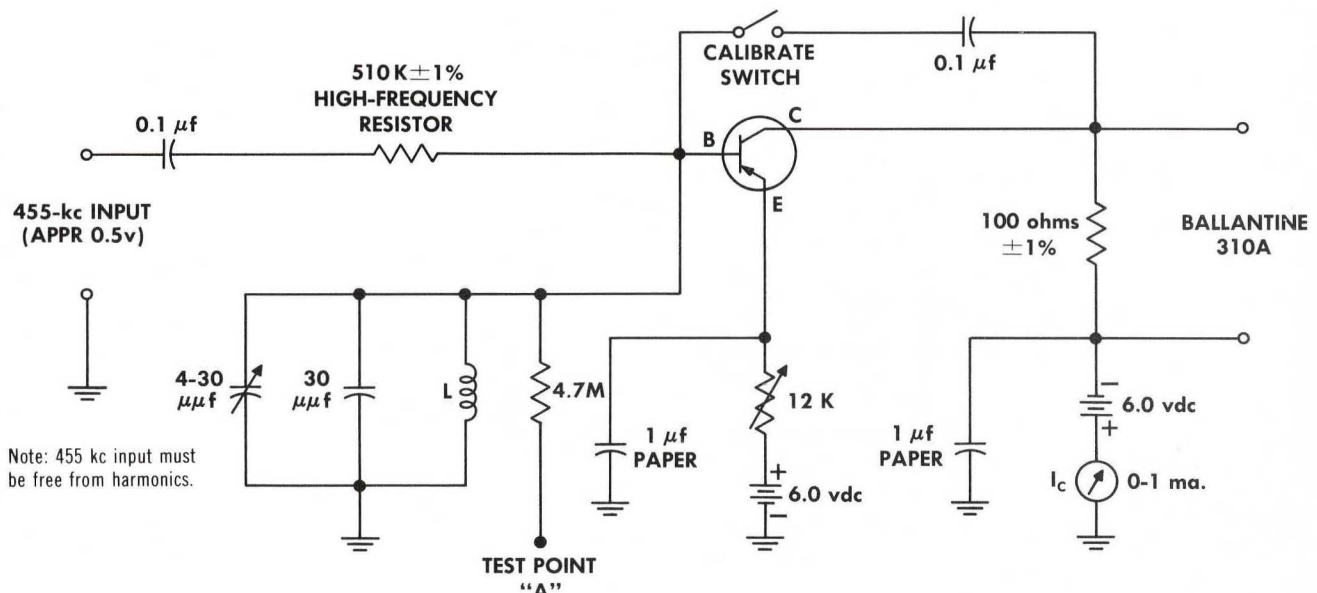 CALIBRATE
SWITCH
0.1 μf
510 K±1%
HIGH-FREQUENCY
RESISTOR
0.1 μf
B
C
E
455-kc INPUT
(APPR 0.5v)
100 ohms
±1%
BALLANTINE
310A
4-30
μμf
30
μμf
L
4.7M
12 K
1 μf
PAPER
+
6.0 vdc
−
1 μf
PAPER
−
6.0 vdc
+
IC
0-1 ma.
Note: 455 kc input must
be free from harmonics.
TEST POINT
“A”